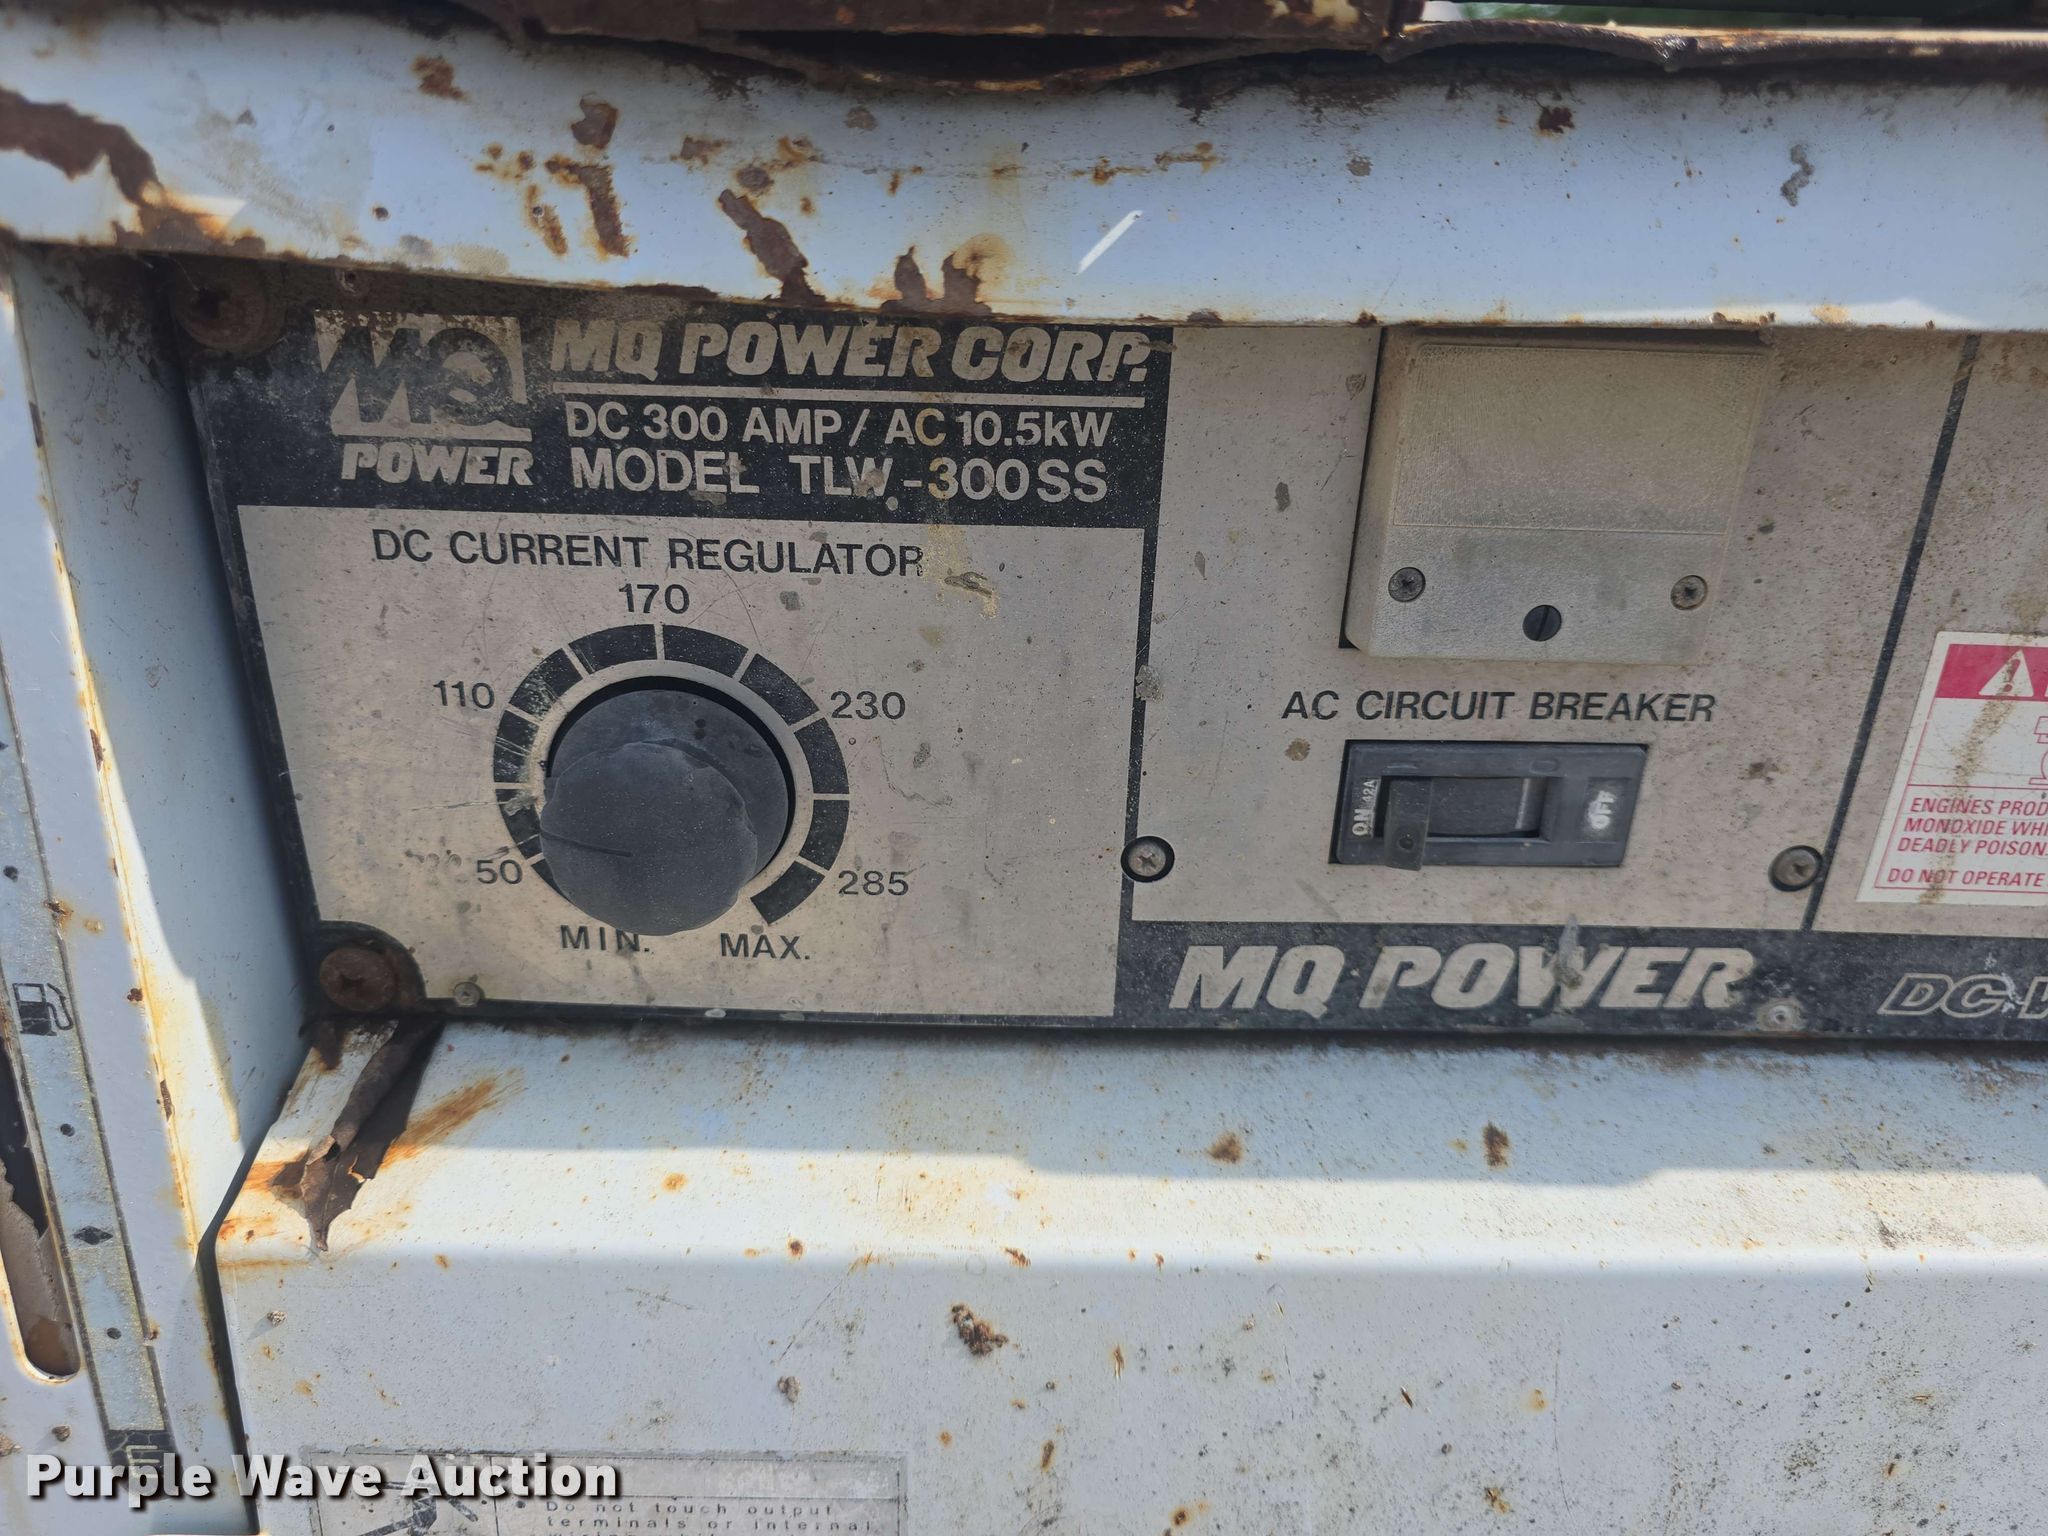 MQ
POWER
MQ POWER CORP.
DC 300 AMP / AC 10.5kW
MODEL TLW-300SS
DC CURRENT REGULATOR
170
110
230
50
285
MIN.
MAX.
AC CIRCUIT BREAKER
ON 42A
OFF
ENGINES PROD
MONOXIDE WHI
DEADLY POISON.
DO NOT OPERATE
MQ POWER
DC-
E
Do not touch output
terminals or internal
Purple Wave Auction